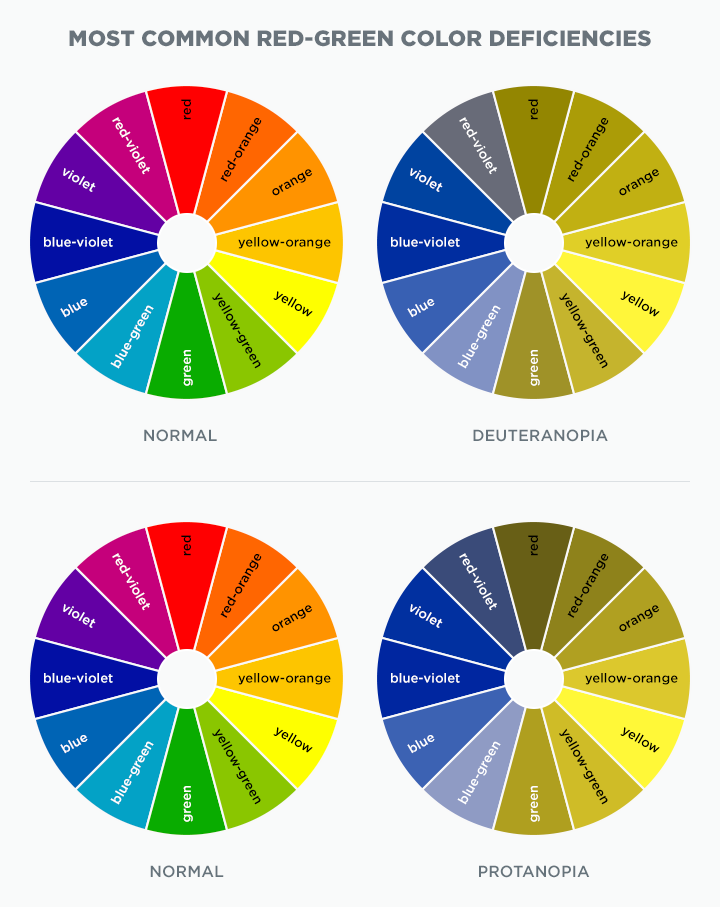 MOST COMMON RED-GREEN COLOR DEFICIENCIES
red
red-orange
orange
yellow-orange
yellow
yellow-green
green
blue-green
blue
blue-violet
violet
red-violet
NORMAL
red
red-orange
orange
yellow-orange
yellow
yellow-green
green
blue-green
blue
blue-violet
violet
red-violet
DEUTERANOPIA
red
red-orange
orange
yellow-orange
yellow
yellow-green
green
blue-green
blue
blue-violet
violet
red-violet
NORMAL
red
red-orange
orange
yellow-orange
yellow
yellow-green
green
blue-green
blue
blue-violet
violet
red-violet
PROTANOPIA